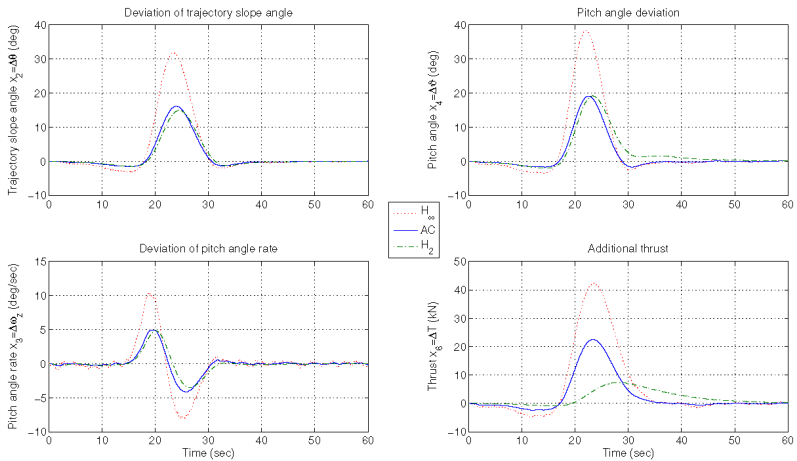 Deviation of trajectory slope angle
Trajectory slope angle x₂=Δθ (deg)
40
30
20
10
0
−10
0 10 20 30 40 50 60
Pitch angle deviation
Pitch angle x₄=Δϑ (deg)
40
30
20
10
0
−10
0 10 20 30 40 50 60
H∞
AC
H₂
Deviation of pitch angle rate
Pitch angle rate x₃=Δω_z (deg/sec)
15
10
5
0
−5
−10
0 10 20 30 40 50 60
Time (sec)
Additional thrust
Thrust x₆=ΔT (kN)
50
40
30
20
10
0
−10
0 10 20 30 40 50 60
Time (sec)